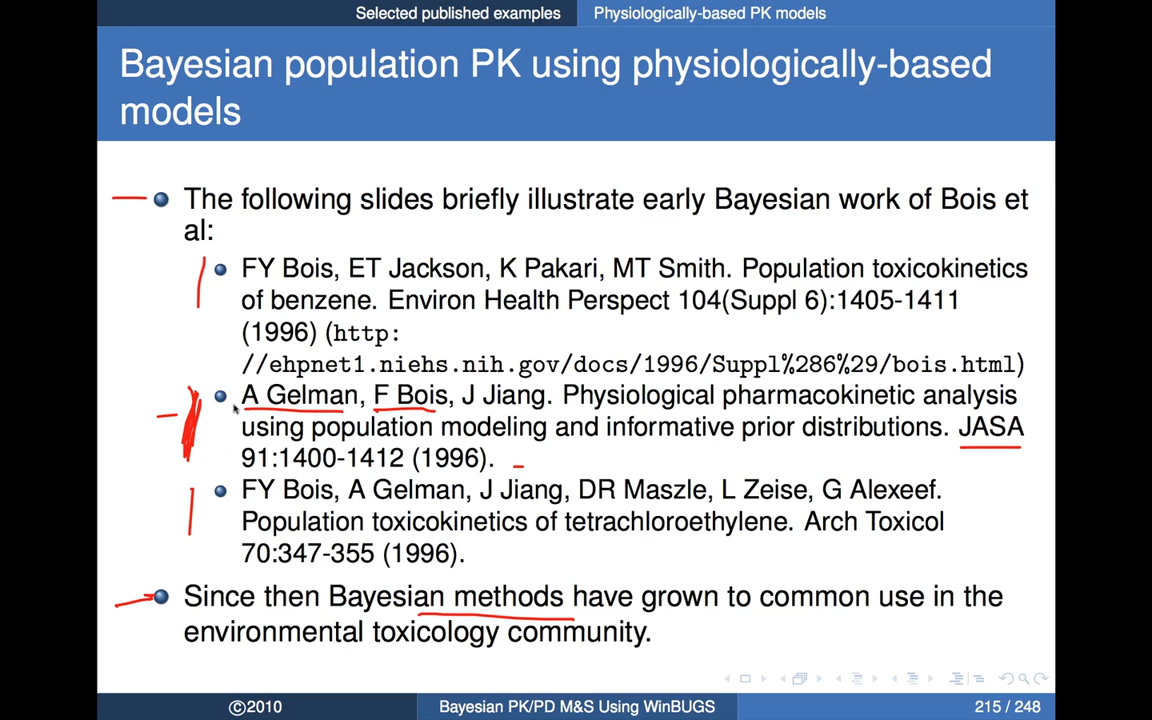 Selected published examples Physiologically-based PK models
Bayesian population PK using physiologically-based
models
The following slides briefly illustrate early Bayesian work of Bois et
al:
FY Bois, ET Jackson, K Pakari, MT Smith. Population toxicokinetics
of benzene. Environ Health Perspect 104(Suppl 6):1405-1411
(1996) (http:
//ehpnet1.niehs.nih.gov/docs/1996/Suppl%286%29/bois.html)
A Gelman, F Bois, J Jiang. Physiological pharmacokinetic analysis
using population modeling and informative prior distributions. JASA
91:1400-1412 (1996).
FY Bois, A Gelman, J Jiang, DR Maszle, L Zeise, G Alexeef.
Population toxicokinetics of tetrachloroethylene. Arch Toxicol
70:347-355 (1996).
Since then Bayesian methods have grown to common use in the
environmental toxicology community.
©2010 Bayesian PK/PD M&S Using WinBUGS 215 / 248